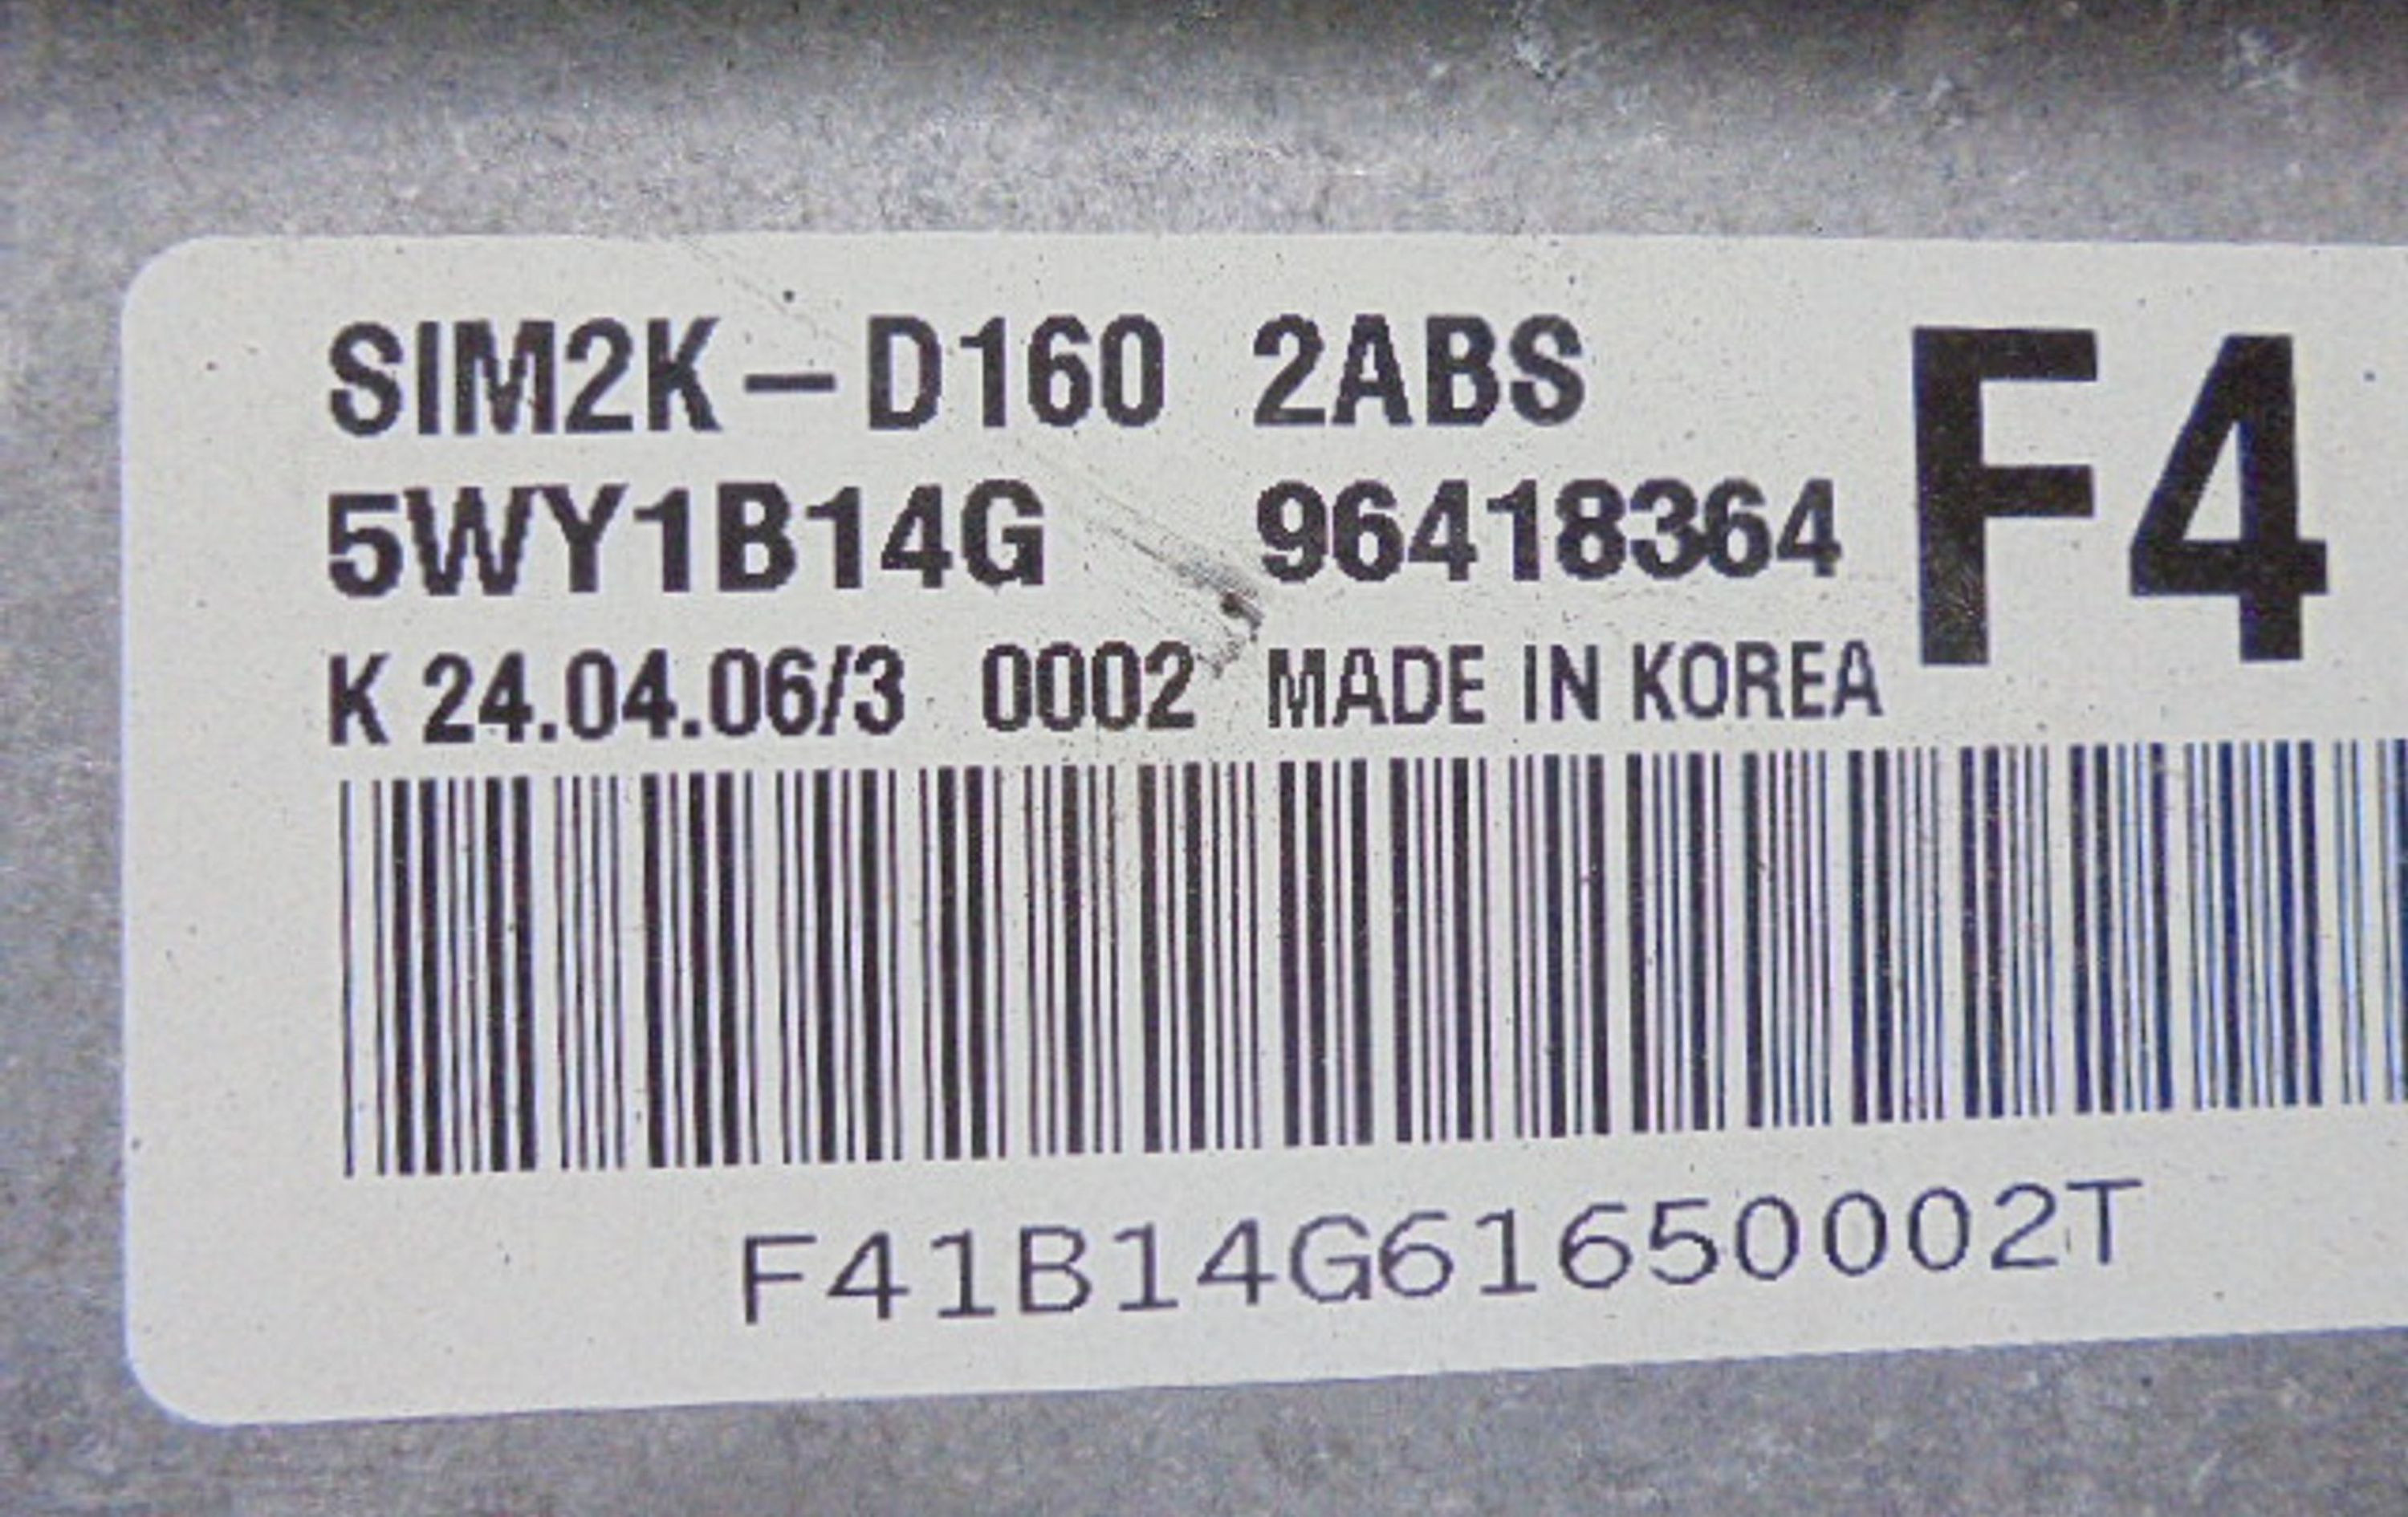 SIM2K-D160 2ABS F4
5WY1B14G 96418364
K 24.04.06/3 0002 MADE IN KOREA
F41B14G61650002T